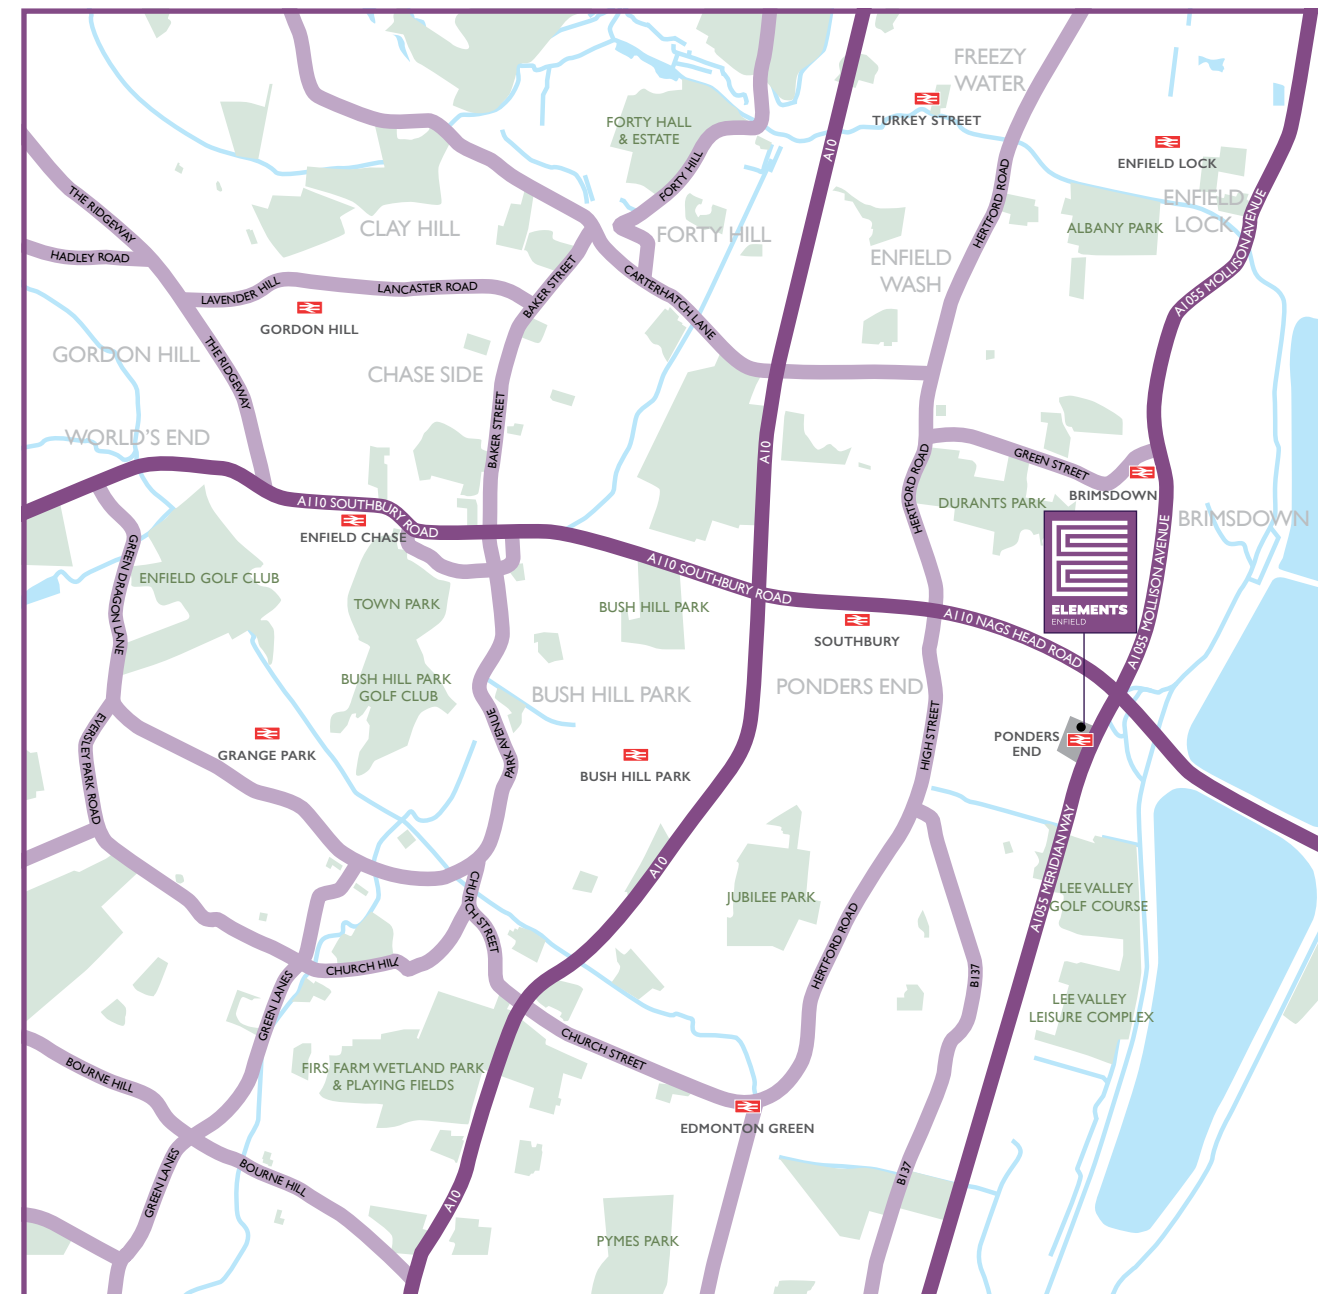 FREEZY
WATER
TURKEY STREET
FORTY HALL
& ESTATE
A10
ENFIELD LOCK
FORTY HILL
HERTFORD ROAD
THE RIDGEWAY
ENFIELD
LOCK
ALBANY PARK
CLAY HILL
FORTY HILL
HADLEY ROAD
ENFIELD
WASH
A1055 MOLLISON AVENUE
LAVENDER HILL
LANCASTER ROAD
BAKER STREET
CARTERHATCH LANE
GORDON HILL
GORDON HILL
THE RIDGEWAY
CHASE SIDE
WORLD'S END
BAKER STREET
A10
HERTFORD ROAD
GREEN STREET
BRIMSDOWN
DURANTS PARK
A110 SOUTHBURY ROAD
ENFIELD CHASE
BRIMSDOWN
GREEN DRAGON LANE
ENFIELD GOLF CLUB
TOWN PARK
A110 SOUTHBURY ROAD
BUSH HILL PARK
ELEMENTS
ENFIELD
A1055 MOLLISON AVENUE
SOUTHBURY
A110 NAGS HEAD ROAD
BUSH HILL PARK
GOLF CLUB
BUSH HILL PARK
PONDERS END
EVERSLEY PARK ROAD
GRANGE PARK
PARK AVENUE
BUSH HILL PARK
HIGH STREET
PONDERS
END
A10
A1055 MERIDIAN WAY
JUBILEE PARK
LEE VALLEY
GOLF COURSE
CHURCH STREET
HERTFORD ROAD
CHURCH HILL
B137
GREEN LANES
LEE VALLEY
LEISURE COMPLEX
CHURCH STREET
BOURNE HILL
FIRS FARM WETLAND PARK
& PLAYING FIELDS
EDMONTON GREEN
GREEN LANES
BOURNE HILL
A10
B137
PYMES PARK